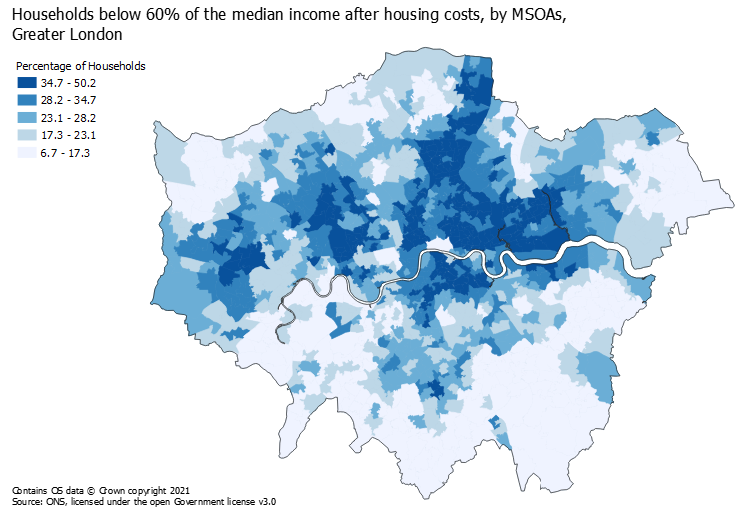 Households below 60% of the median income after housing costs, by MSOAs,
Greater London
Percentage of Households
34.7 - 50.2
28.2 - 34.7
23.1 - 28.2
17.3 - 23.1
6.7 - 17.3
Contains OS data © Crown copyright 2021
Source: ONS, licensed under the open Government license v3.0